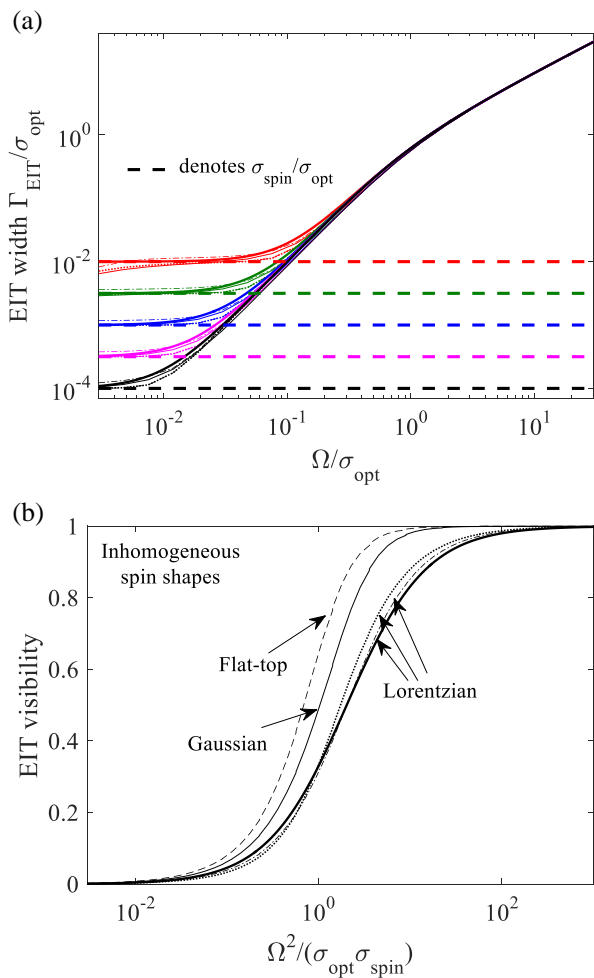 (a)
10^0
10^-2
10^-4
EIT width Γ_EIT/σ_opt
denotes σ_spin/σ_opt
10^-2
10^-1
10^0
10^1
Ω/σ_opt
(b)
1
0.8
0.6
0.4
0.2
0
EIT visibility
Inhomogeneous
spin shapes
Flat-top
Gaussian
Lorentzian
10^-2
10^0
10^2
Ω^2/(σ_opt σ_spin)